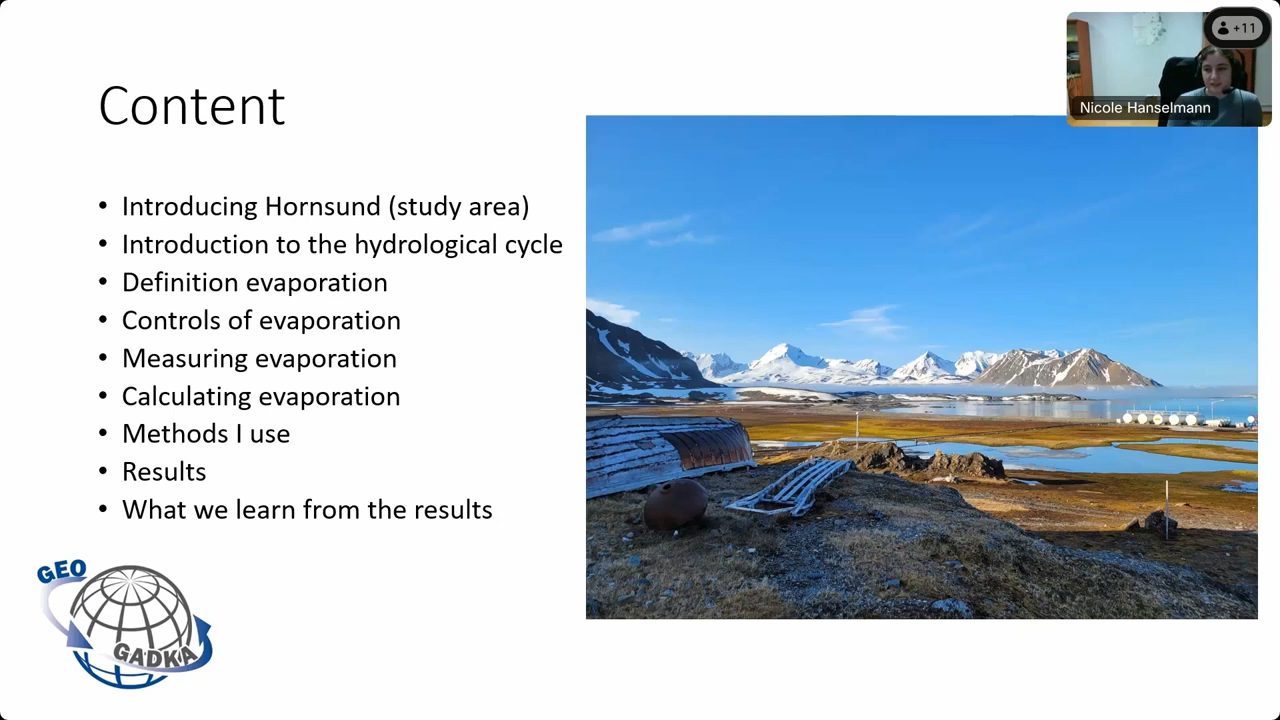 Content
• Introducing Hornsund (study area)
• Introduction to the hydrological cycle
• Definition evaporation
• Controls of evaporation
• Measuring evaporation
• Calculating evaporation
• Methods I use
• Results
• What we learn from the results
GEO
GADKA
+11
Nicole Hanselmann